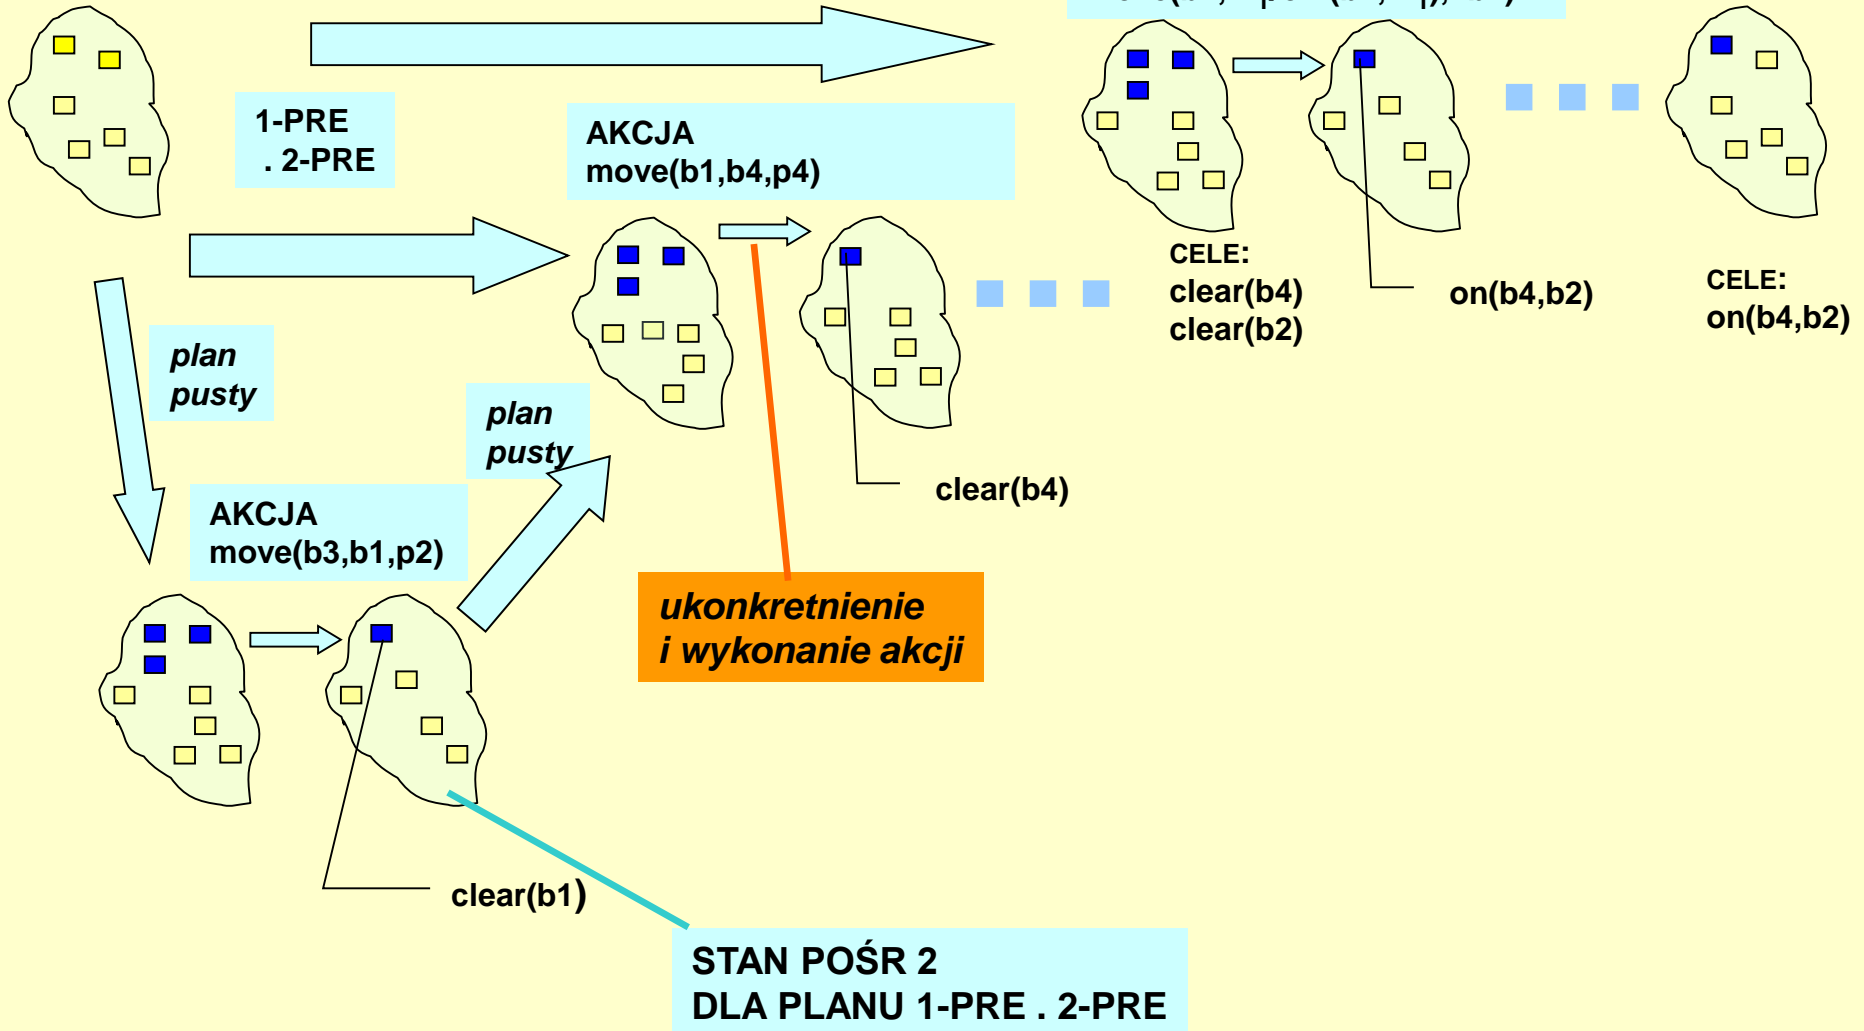 1-PRE
. 2-PRE
AKCJA
move(b1,b4,p4)
CELE:
clear(b4)
clear(b2)
on(b4,b2)
CELE:
on(b4,b2)
plan
pusty
plan
pusty
clear(b4)
AKCJA
move(b3,b1,p2)
ukonkretnienie
i wykonanie akcji
clear(b1)
STAN POŚR 2
DLA PLANU 1-PRE . 2-PRE